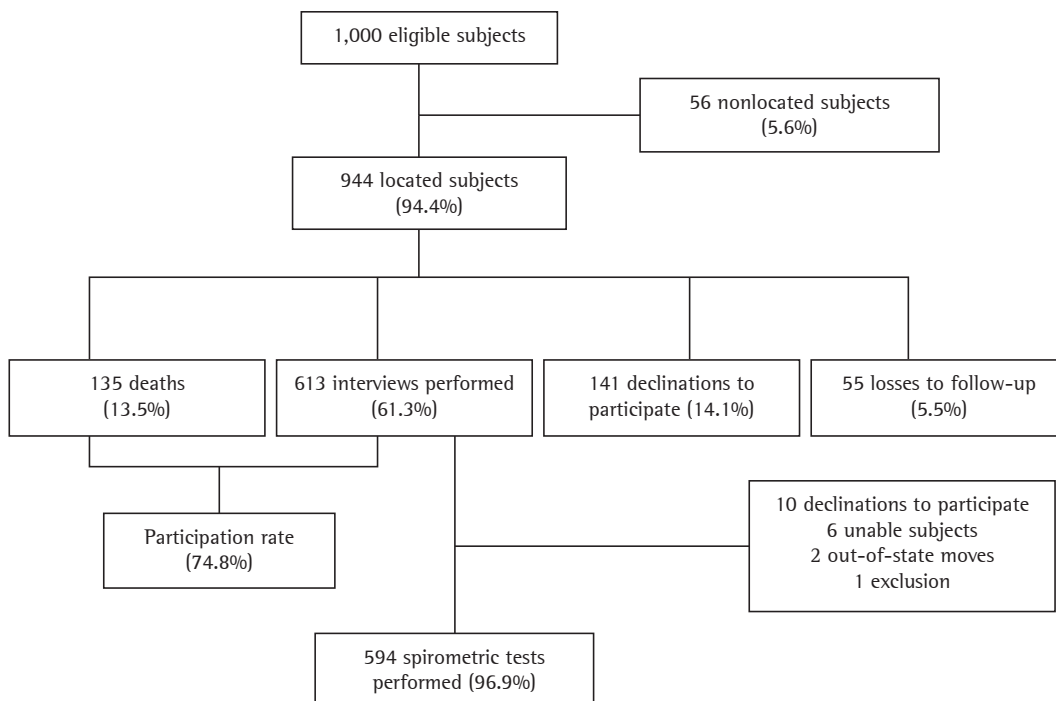 1,000 eligible subjects
56 nonlocated subjects
(5.6%)
944 located subjects
(94.4%)
135 deaths
(13.5%)
613 interviews performed
(61.3%)
141 declinations to
participate (14.1%)
55 losses to follow-up
(5.5%)
Participation rate
(74.8%)
10 declinations to participate
6 unable subjects
2 out-of-state moves
1 exclusion
594 spirometric tests
performed (96.9%)